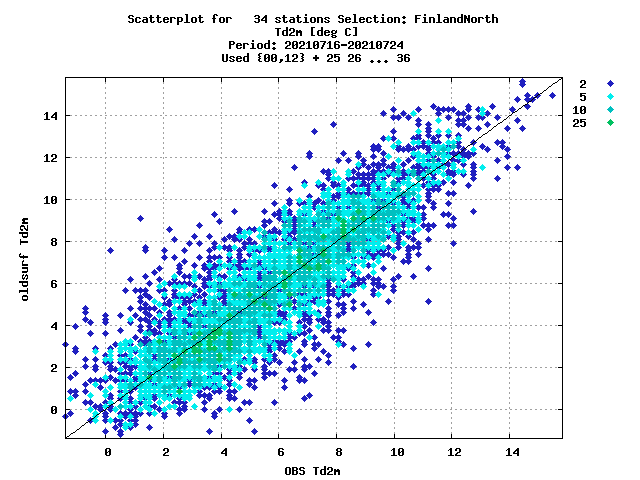 Scatterplot for   34 stations Selection: FinlandNorth
Td2m [deg C]
Period: 20210716-20210724
Used {00,12} + 25 26 ... 36
2
5
10
25
14
12
10
8
6
4
2
0
oldsurf Td2m
0 2 4 6 8 10 12 14
OBS Td2m